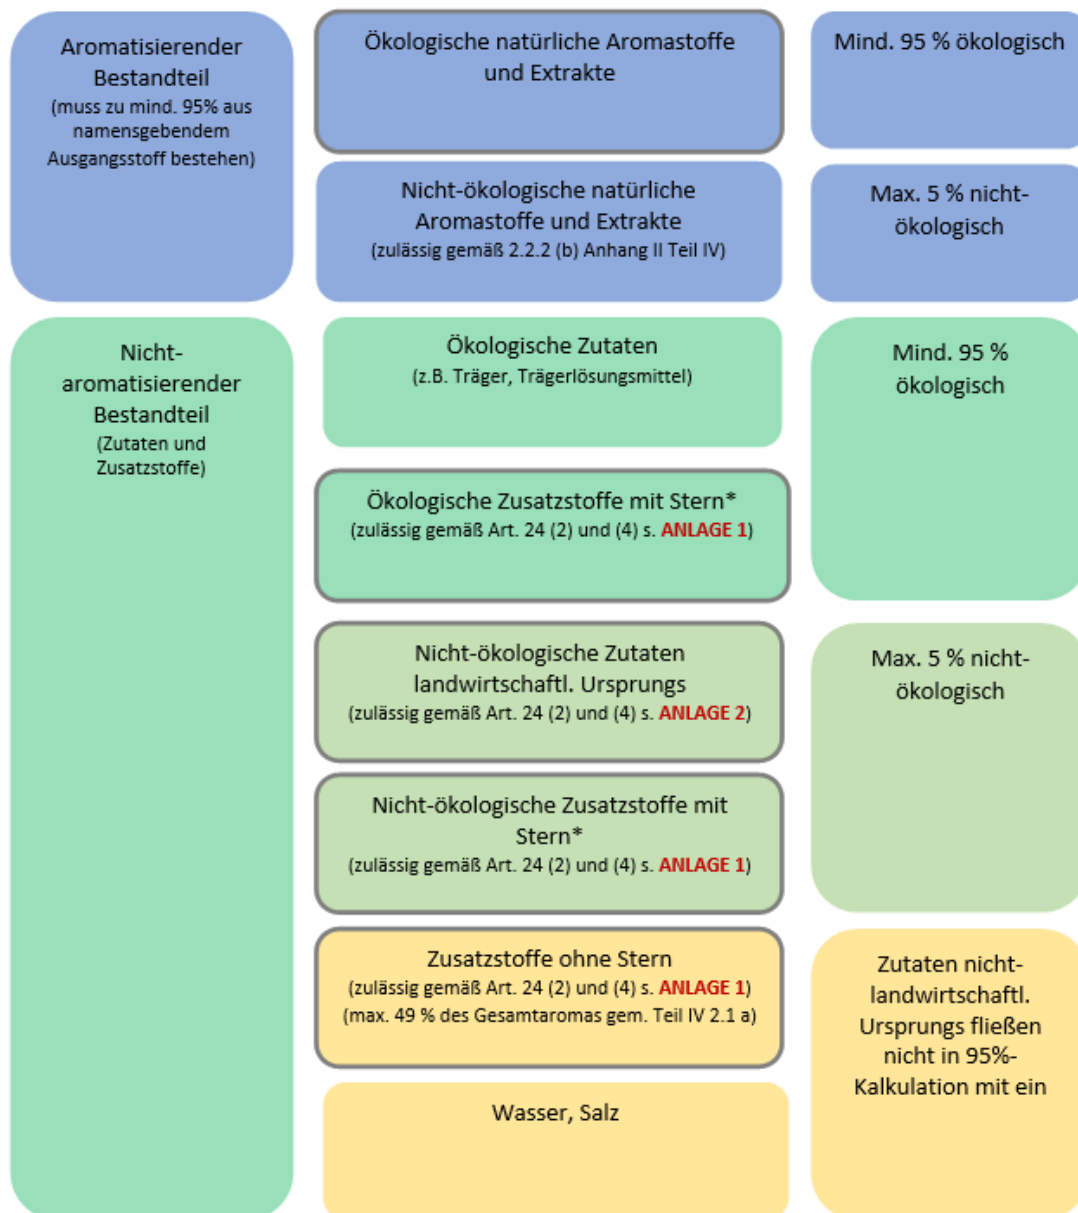 Aromatisierender
Bestandteil
(muss zu mind. 95% aus
namensgebendem
Ausgangsstoff bestehen)
Ökologische natürliche Aromastoffe
und Extrakte
Mind. 95 % ökologisch
Nicht-ökologische natürliche
Aromastoffe und Extrakte
(zulässig gemäß 2.2.2 (b) Anhang II Teil IV)
Max. 5 % nicht-
ökologisch
Nicht-
aromatisierender
Bestandteil
(Zutaten und
Zusatzstoffe)
Ökologische Zutaten
(z.B. Träger, Trägerlösungsmittel)
Mind. 95 %
ökologisch
Ökologische Zusatzstoffe mit Stern*
(zulässig gemäß Art. 24 (2) und (4) s. ANLAGE 1)
Nicht-ökologische Zutaten
landwirtschaftl. Ursprungs
(zulässig gemäß Art. 24 (2) und (4) s. ANLAGE 2)
Max. 5 % nicht-
ökologisch
Nicht-ökologische Zusatzstoffe mit
Stern*
(zulässig gemäß Art. 24 (2) und (4) s. ANLAGE 1)
Zusatzstoffe ohne Stern
(zulässig gemäß Art. 24 (2) und (4) s. ANLAGE 1)
(max. 49 % des Gesamtaromas gem. Teil IV 2.1 a)
Zutaten nicht-
landwirtschaftl.
Ursprungs fließen
nicht in 95%-
Kalkulation mit ein
Wasser, Salz